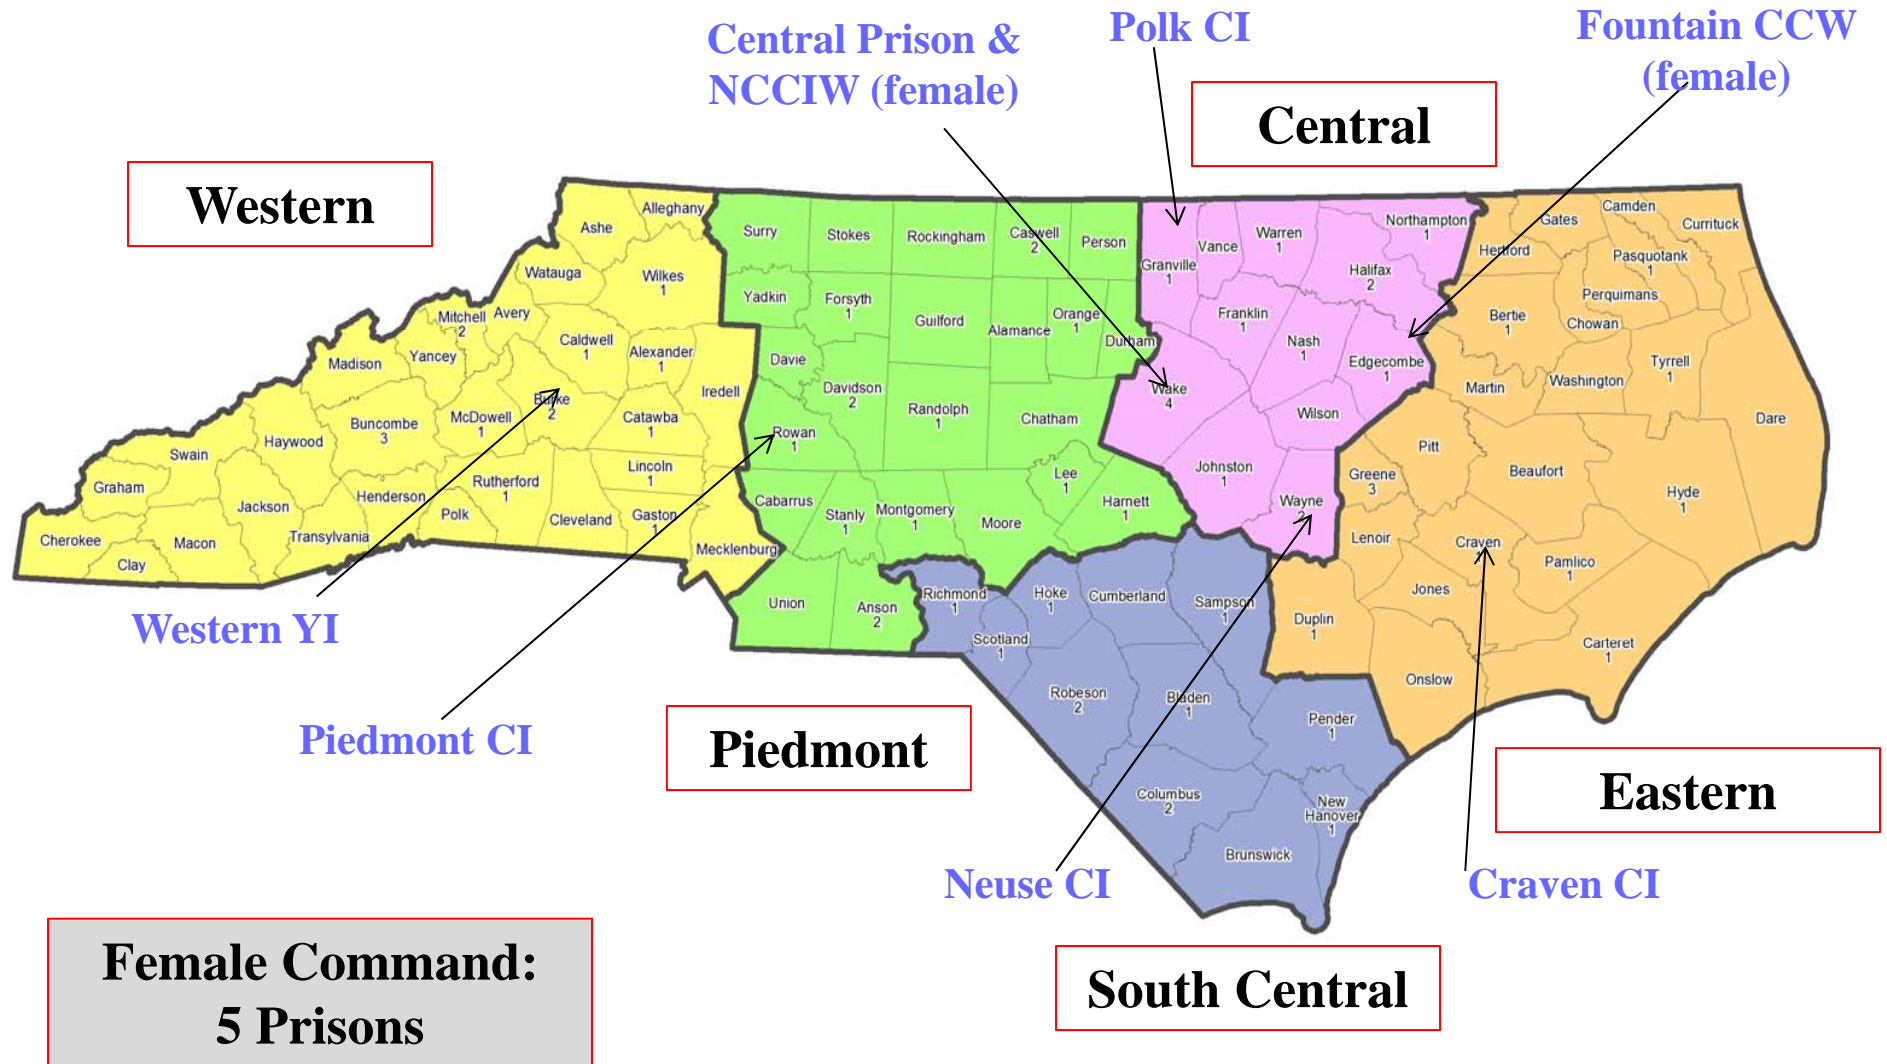 Central Prison &
NCCIW (female)
Polk CI
Fountain CCW
(female)
Central
Western
Alleghany
Ashe
Watauga
Wilkes
1
Mitchell
2
Avery
Caldwell
1
Alexander
1
Iredell
Madison
Yancey
Burke
2
McDowell
1
Catawba
1
Buncombe
3
Haywood
Swain
Graham
Lincoln
1
Rutherford
1
Henderson
Jackson
Polk
Cleveland
Gaston
1
Transylvania
Cherokee
Macon
Clay
Mecklenburg
Surry
Stokes
Rockingham
Caswell
2
Person
Yadkin
Forsyth
1
Guilford
Alamance
Orange
1
Durham
Davie
Davidson
2
Randolph
1
Chatham
Rowan
1
Cabarrus
Stanly
1
Montgomery
1
Moore
Lee
1
Harnett
1
Union
Anson
2
Granville
1
Vance
Warren
1
Northampton
1
Halifax
2
Franklin
1
Nash
1
Edgecombe
1
Wake
4
Wilson
Johnston
1
Wayne
2
Gates
Camden
Currituck
Hertford
Pasquotank
1
Perquimans
Bertie
1
Chowan
Tyrrell
1
Martin
Washington
Dare
Pitt
Greene
3
Beaufort
Hyde
1
Lenoir
Craven
1
Pamlico
1
Jones
Duplin
1
Carteret
1
Onslow
Richmond
1
Hoke
1
Cumberland
Sampson
1
Scotland
1
Robeson
2
Bladen
1
Pender
1
Columbus
2
New
Hanover
1
Brunswick
Western YI
Piedmont CI
Piedmont
Eastern
Neuse CI
Craven CI
South Central
Female Command:
5 Prisons